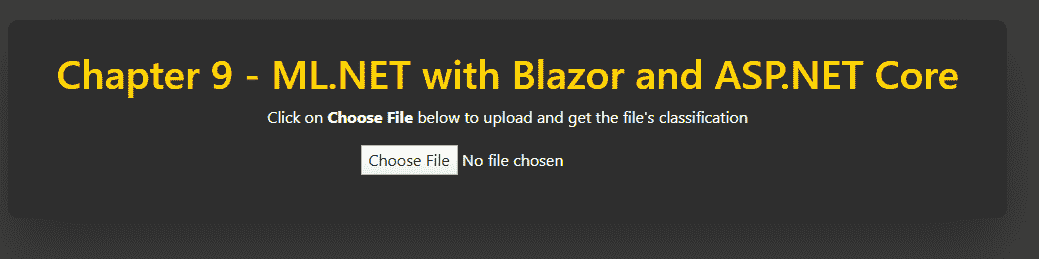 Chapter 9 - ML.NET with Blazor and ASP.NET Core
Click on Choose File below to upload and get the file's classification
Choose File No file chosen